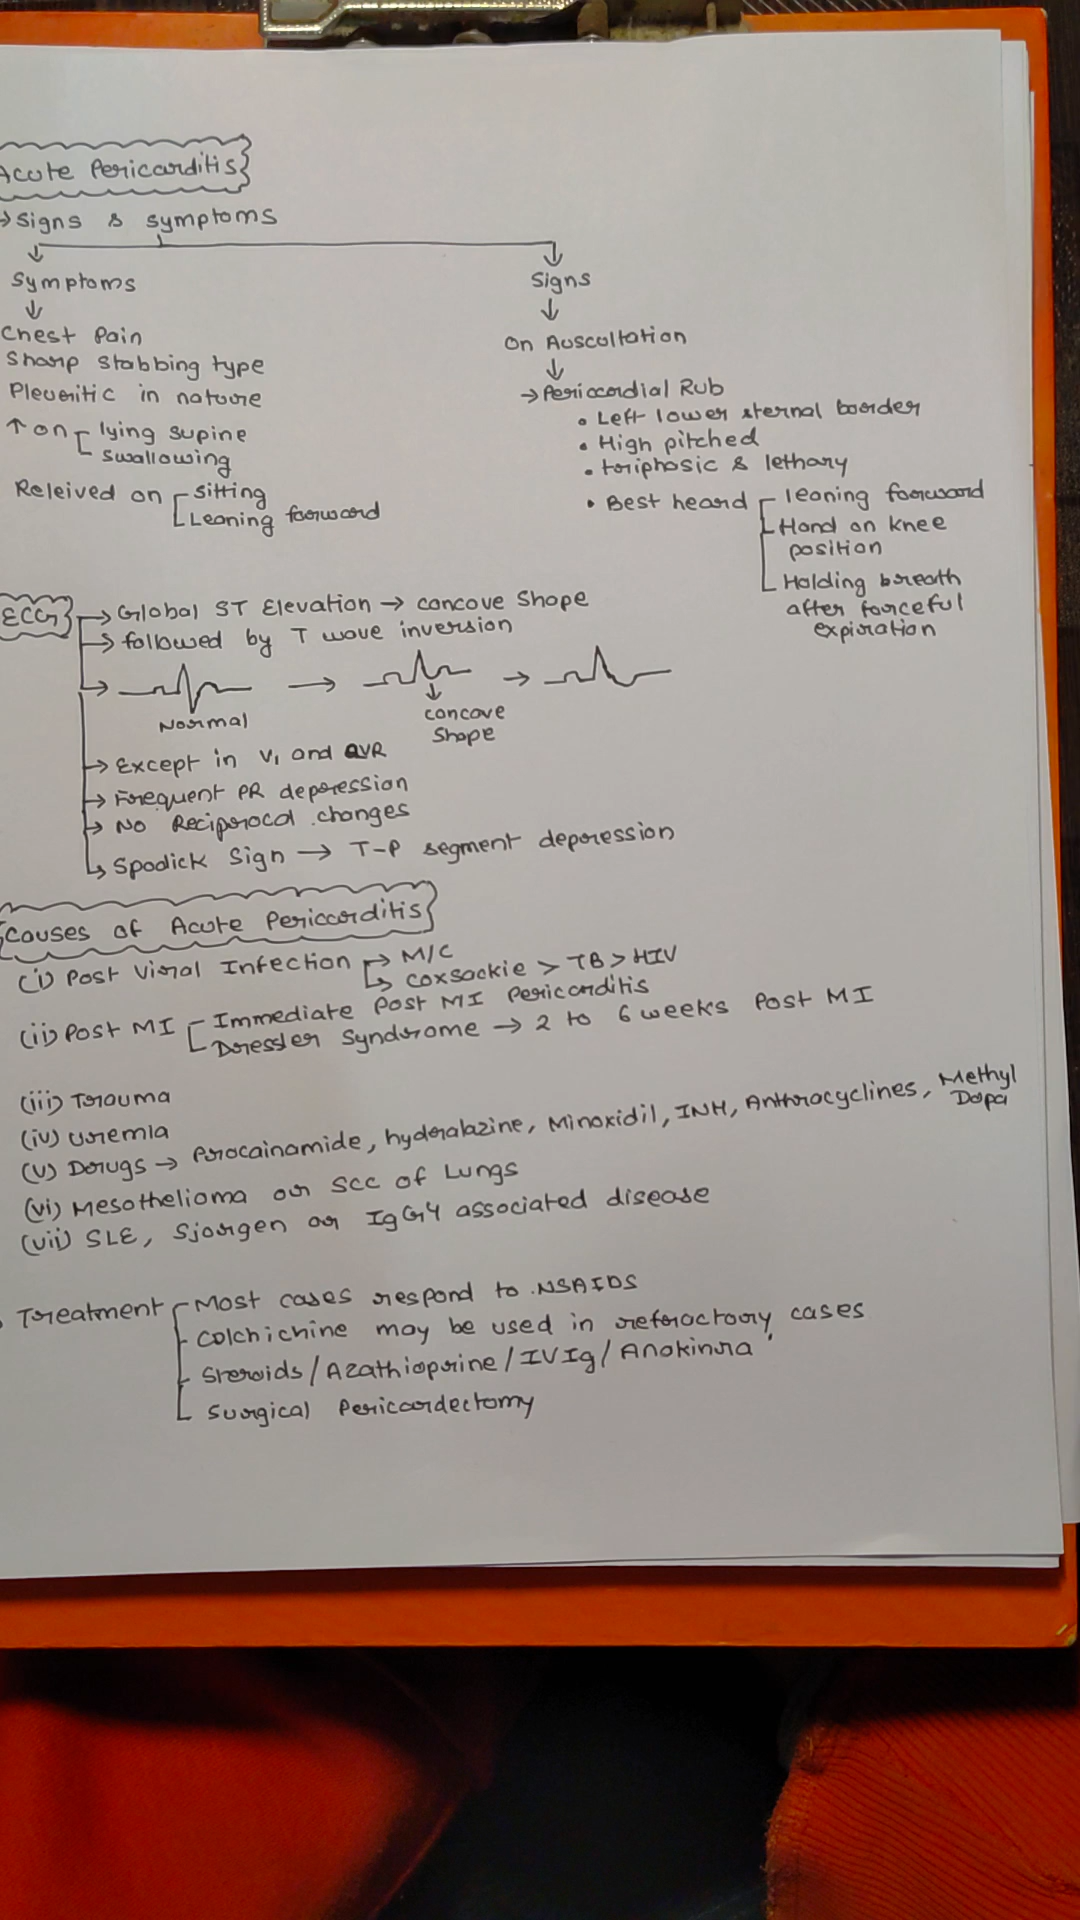 Acute Pericarditis
→ Signs & symptoms
Symptoms
Signs
Chest Pain
Sharp stabbing type
Pleuritic in nature
↑ on lying supine
swallowing
Releived on sitting
Leaning forward
On Auscultation
→ Pericardial Rub
• Left lower sternal border
• High pitched
• triphasic & lethary
• Best heard leaning forward
Hand on knee
position
Holding breath
after forceful
expiration
ECG → Global ST Elevation → concave Shape
→ followed by T wave inversion
Normal
concave
Shape
→ Except in V1 and aVR
→ Frequent PR depression
→ No Reciprocal changes
→ Spodick Sign → T-P segment depression
Causes of Acute Pericarditis
(i) Post Viral Infection → M/C
→ coxsackie > TB > HIV
(ii) Post MI Immediate Post MI Pericarditis
Dressler Syndrome → 2 to 6 weeks Post MI
(iii) Trauma
(iv) uremia
(v) Drugs → Procainamide, hydralazine, Minoxidil, INH, Anthracyclines, Methyl
Dopa
(vi) Mesothelioma or SCC of Lungs
(vii) SLE, Sjorgen or IgG4 associated disease
Treatment Most cases respond to NSAIDS
Colchichine may be used in refractory cases
Steroids / Azathioprine / IVIg / Anakinra
Surgical Pericardectomy